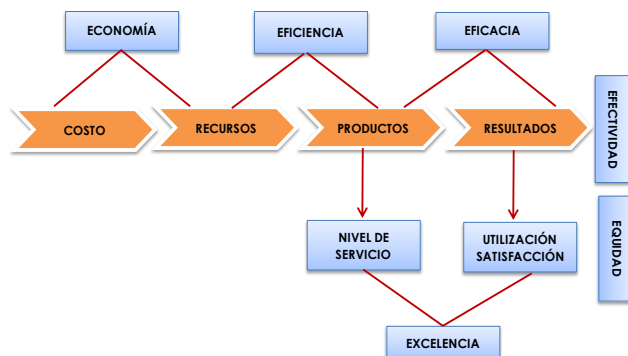 ECONOMÍA
EFICIENCIA
EFICACIA
COSTO
RECURSOS
PRODUCTOS
RESULTADOS
EFECTIVIDAD
NIVEL DE
SERVICIO
UTILIZACIÓN
SATISFACCIÓN
EQUIDAD
EXCELENCIA